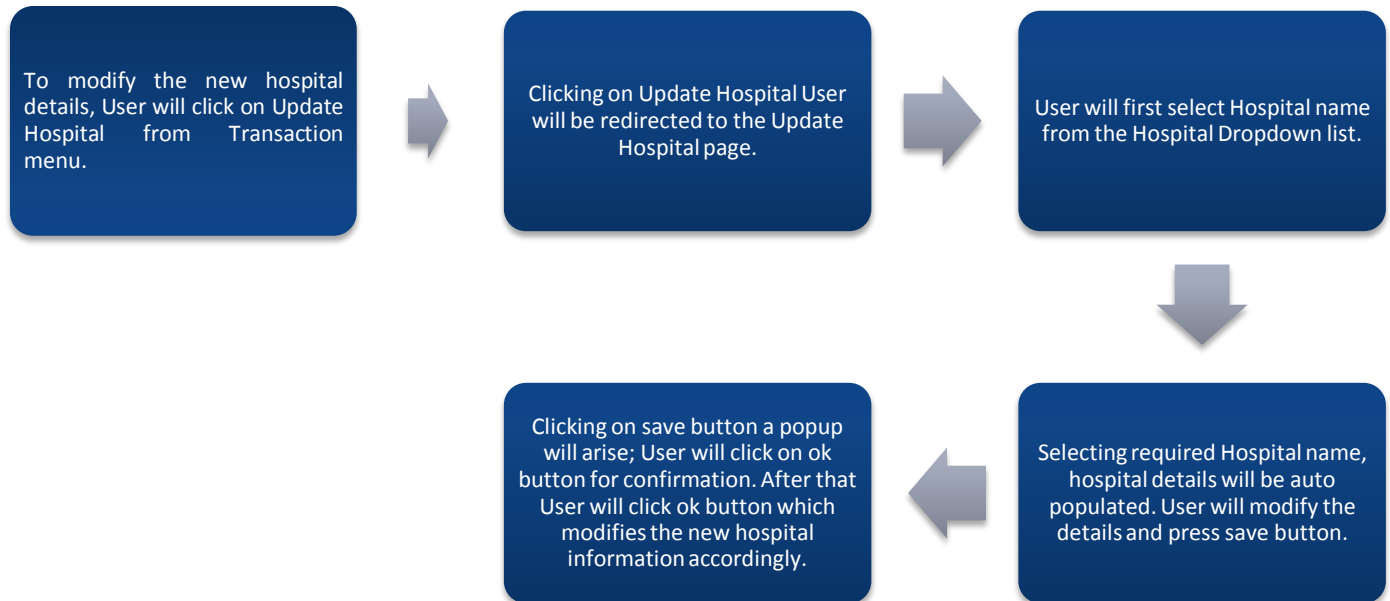 To modify the new hospital
details, User will click on Update
Hospital from Transaction
menu.
Clicking on Update Hospital User
will be redirected to the Update
Hospital page.
User will first select Hospital name
from the Hospital Dropdown list.
Selecting required Hospital name,
hospital details will be auto
populated. User will modify the
details and press save button.
Clicking on save button a popup
will arise; User will click on ok
button for confirmation. After that
User will click ok button which
modifies the new hospital
information accordingly.